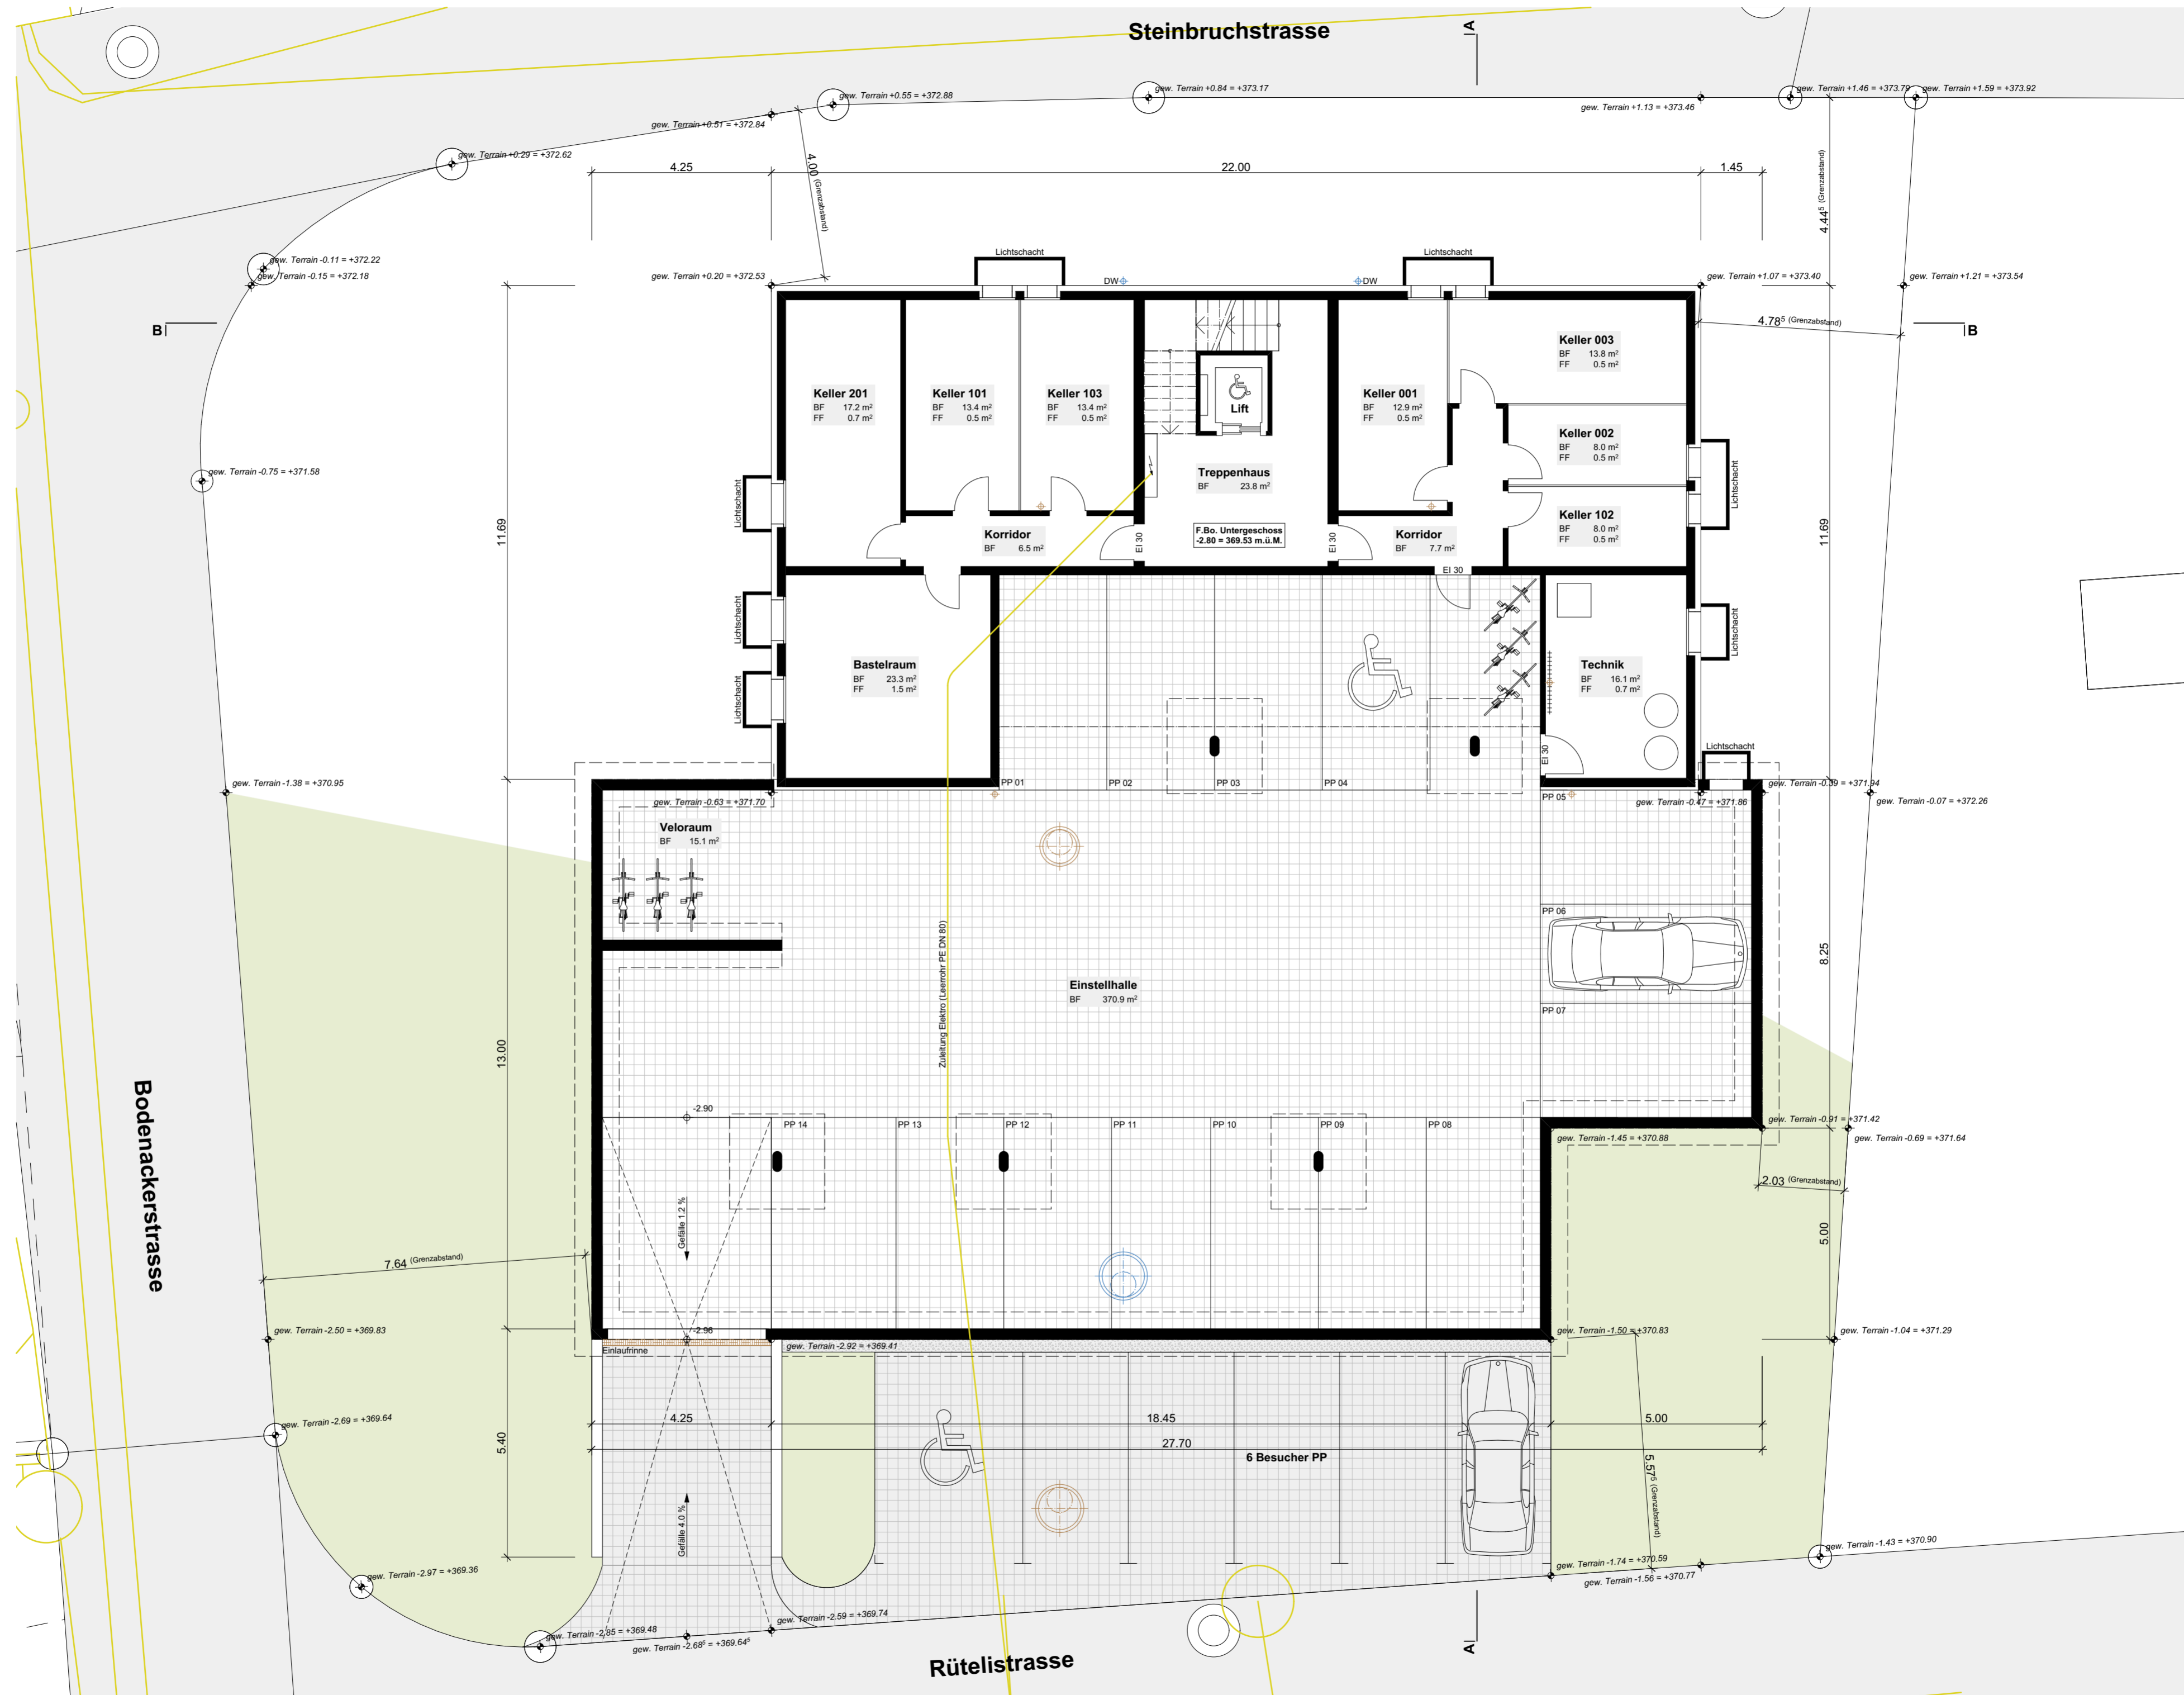 Steinbruchstrasse
A
gew. Terrain +0.55 = +372.88
gew. Terrain +0.84 = +373.17
gew. Terrain +1.13 = +373.46
gew. Terrain +1.46 = +373.79
gew. Terrain +1.59 = +373.92
gew. Terrain +0.51 = +372.84
gew. Terrain +0.29 = +372.62
4.25
4.00 (Grenzabstand)
22.00
1.45
4.44⁵ (Grenzabstand)
gew. Terrain -0.11 = +372.22
gew. Terrain -0.15 = +372.18
gew. Terrain +0.20 = +372.53
Lichtschacht
DW
DW
Lichtschacht
gew. Terrain +1.07 = +373.40
gew. Terrain +1.21 = +373.54
B
4.78⁵ (Grenzabstand)
B
Keller 201
BF 17.2 m²
FF 0.7 m²
Keller 101
BF 13.4 m²
FF 0.5 m²
Keller 103
BF 13.4 m²
FF 0.5 m²
Lift
Keller 001
BF 12.9 m²
FF 0.5 m²
Keller 003
BF 13.8 m²
FF 0.5 m²
Keller 002
BF 8.0 m²
FF 0.5 m²
Lichtschacht
gew. Terrain -0.75 = +371.58
Lichtschacht
Treppenhaus
BF 23.8 m²
Keller 102
BF 8.0 m²
FF 0.5 m²
11.69
Korridor
BF 6.5 m²
EI 30
F.Bo. Untergeschoss
-2.80 = 369.53 m.ü.M.
EI 30
Korridor
BF 7.7 m²
EI 30
11.69
Lichtschacht
Lichtschacht
Bastelraum
BF 23.3 m²
FF 1.5 m²
Technik
BF 16.1 m²
FF 0.7 m²
Lichtschacht
EI 30
Lichtschacht
gew. Terrain -1.38 = +370.95
PP 01
PP 02
PP 03
PP 04
PP 05
gew. Terrain -0.63 = +371.70
gew. Terrain -0.47 = +371.86
gew. Terrain -0.39 = +371.94
gew. Terrain -0.07 = +372.26
Veloraum
BF 15.1 m²
PP 06
8.25
Zuleitung Elektro (Leerrohr PE DN 80)
Einstellhalle
BF 370.9 m²
PP 07
13.00
Bodenackerstrasse
-2.90
PP 14
PP 13
PP 12
PP 11
PP 10
PP 09
PP 08
gew. Terrain -0.91 = +371.42
gew. Terrain -1.45 = +370.88
gew. Terrain -0.69 = +371.64
2.03 (Grenzabstand)
Gefälle 1.2 %
5.00
7.64 (Grenzabstand)
gew. Terrain -2.50 = +369.83
-2.96
Einlaufrinne
gew. Terrain -2.92 = +369.41
gew. Terrain -1.50 = +370.83
gew. Terrain -1.04 = +371.29
gew. Terrain -2.69 = +369.64
4.25
18.45
5.00
5.40
27.70
6 Besucher PP
5.57⁵ (Grenzabstand)
Gefälle 4.0 %
gew. Terrain -1.43 = +370.90
gew. Terrain -1.74 = +370.59
gew. Terrain -1.56 = +370.77
gew. Terrain -2.97 = +369.36
gew. Terrain -2.59 = +369.74
gew. Terrain -2.85 = +369.48
gew. Terrain -2.68⁵ = +369.64⁵
A
Rütelistrasse